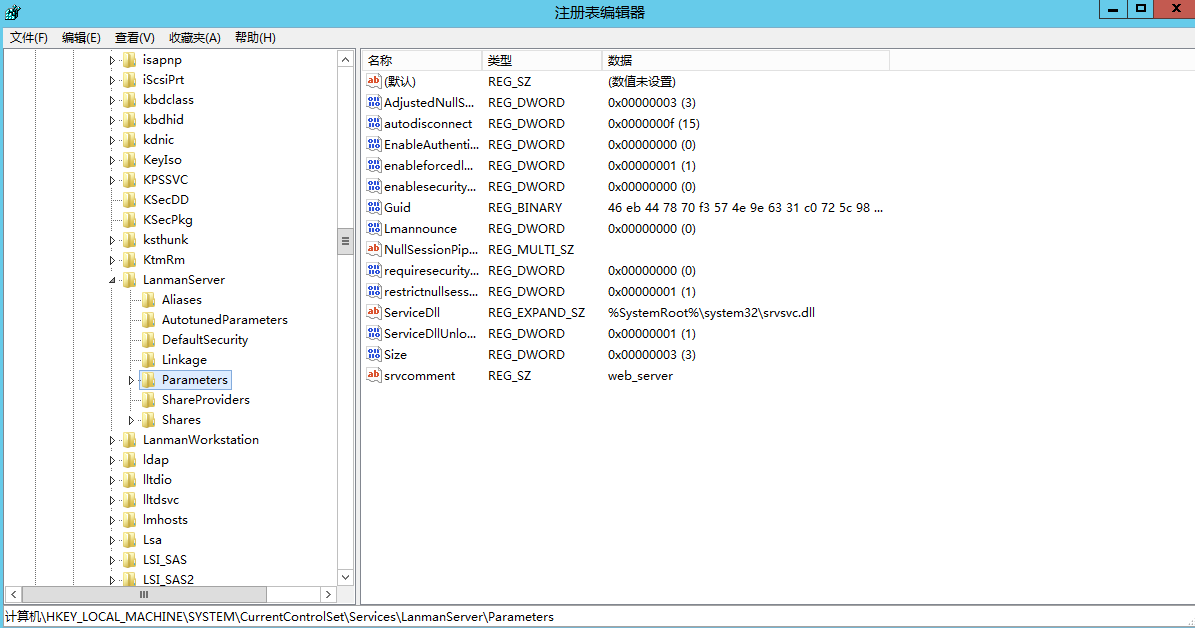 注册表编辑器
文件(F) 编辑(E) 查看(V) 收藏夹(A) 帮助(H)
isapnp
iScsiPrt
kbdclass
kbdhid
kdnic
KeyIso
KPSSVC
KSecDD
KSecPkg
ksthunk
KtmRm
LanmanServer
Aliases
AutotunedParameters
DefaultSecurity
Linkage
Parameters
ShareProviders
Shares
LanmanWorkstation
ldap
lltdio
lltdsvc
lmhosts
Lsa
LSI_SAS
LSI_SAS2
名称 类型 数据
(默认) REG_SZ (数值未设置)
AdjustedNullS... REG_DWORD 0x00000003 (3)
autodisconnect REG_DWORD 0x0000000f (15)
EnableAuthenti... REG_DWORD 0x00000000 (0)
enableforcedl... REG_DWORD 0x00000001 (1)
enablesecurity... REG_DWORD 0x00000000 (0)
Guid REG_BINARY 46 eb 44 78 70 f3 57 4e 9e 63 31 c0 72 5c 98 ...
Lmannounce REG_DWORD 0x00000000 (0)
NullSessionPip... REG_MULTI_SZ
requiresecurity... REG_DWORD 0x00000000 (0)
restrictnullsess... REG_DWORD 0x00000001 (1)
ServiceDll REG_EXPAND_SZ %SystemRoot%\system32\srvsvc.dll
ServiceDllUnlo... REG_DWORD 0x00000001 (1)
Size REG_DWORD 0x00000003 (3)
srvcomment REG_SZ web_server
计算机\HKEY_LOCAL_MACHINE\SYSTEM\CurrentControlSet\Services\LanmanServer\Parameters